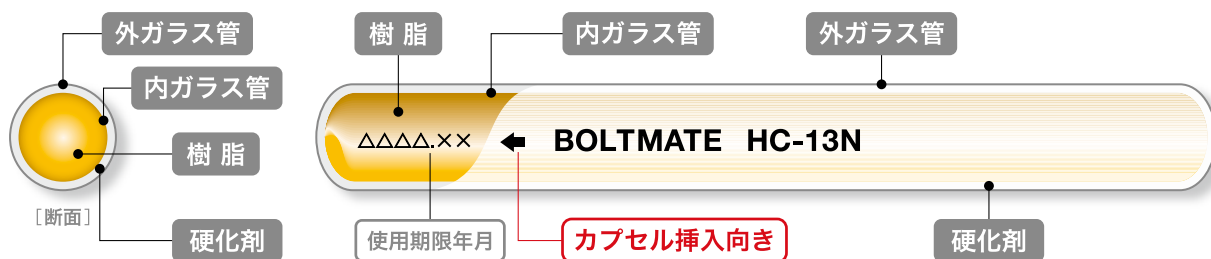 外ガラス管
内ガラス管
樹 脂
[断面]
硬化剤
樹 脂
内ガラス管
外ガラス管
△△△△.×× ← BOLTMATE HC-13N
使用期限年月
カプセル挿入向き
硬化剤